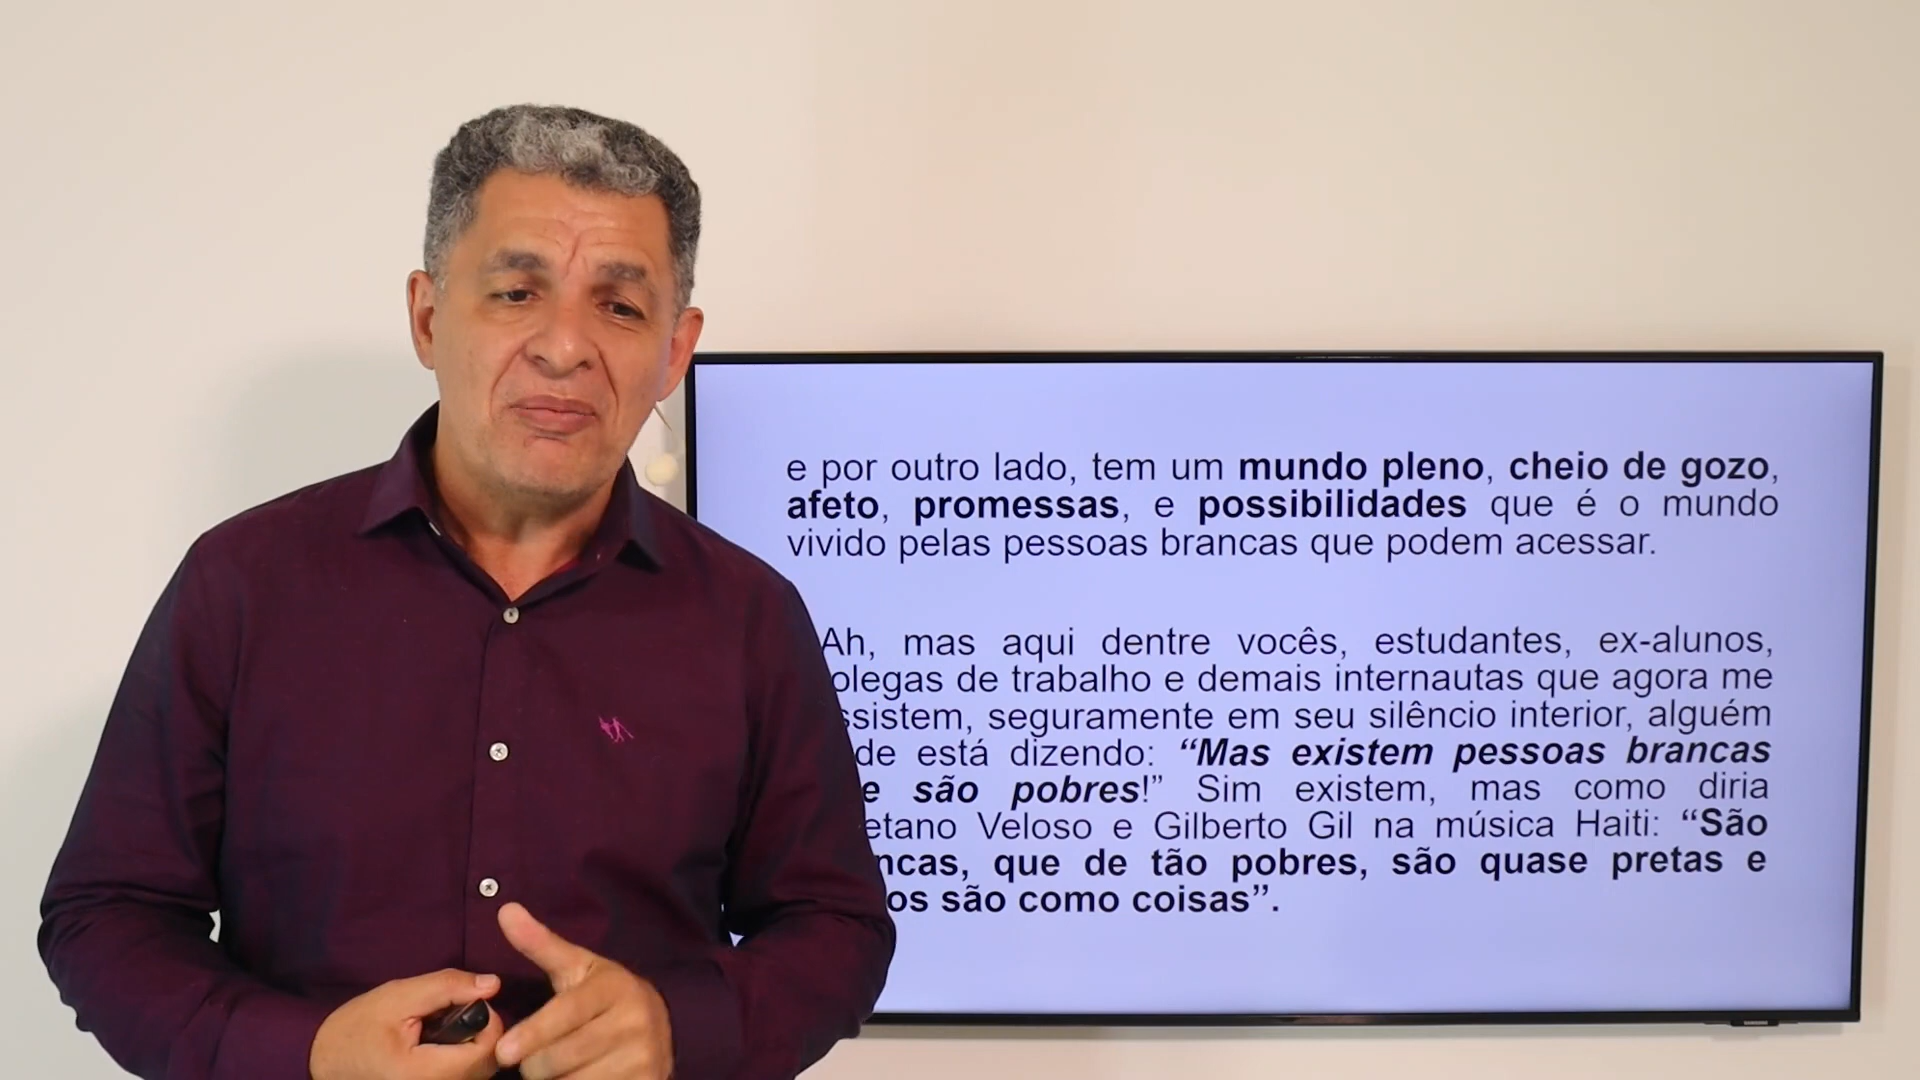 e por outro lado, tem um mundo pleno, cheio de gozo,
afeto, promessas, e possibilidades que é o mundo
vivido pelas pessoas brancas que podem acessar.
Ah, mas aqui dentre vocês, estudantes, ex-alunos,
olegas de trabalho e demais internautas que agora me
ssistem, seguramente em seu silêncio interior, alguém
de está dizendo: “Mas existem pessoas brancas
e são pobres!” Sim existem, mas como diria
etano Veloso e Gilberto Gil na música Haiti: “São
ncas, que de tão pobres, são quase pretas e
os são como coisas”.